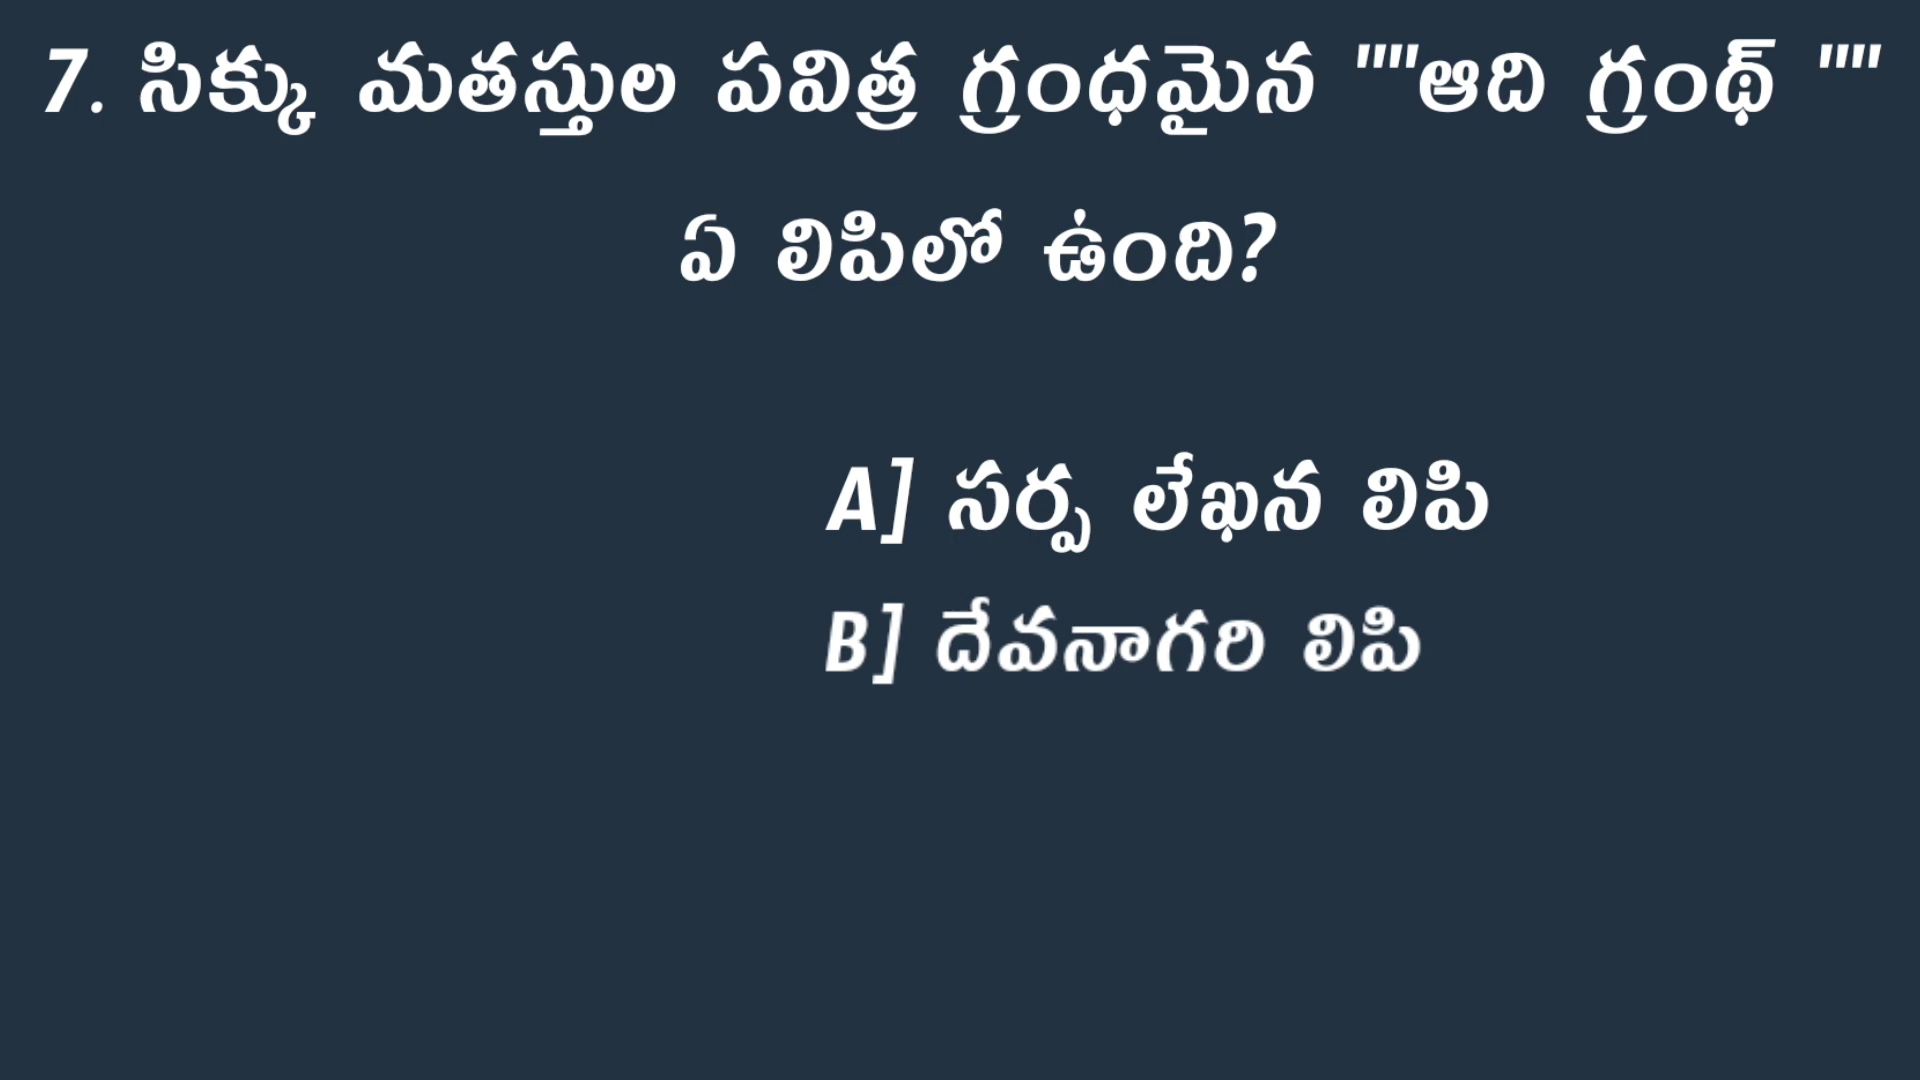 7. సిక్కు మతస్తుల పవిత్ర గ్రంధమైన """"ఆది గ్రంథ్ """"
ఏ లిపిలో ఉంది?
A] సర్ప లేఖన లిపి
B] దేవనాగరి లిపి